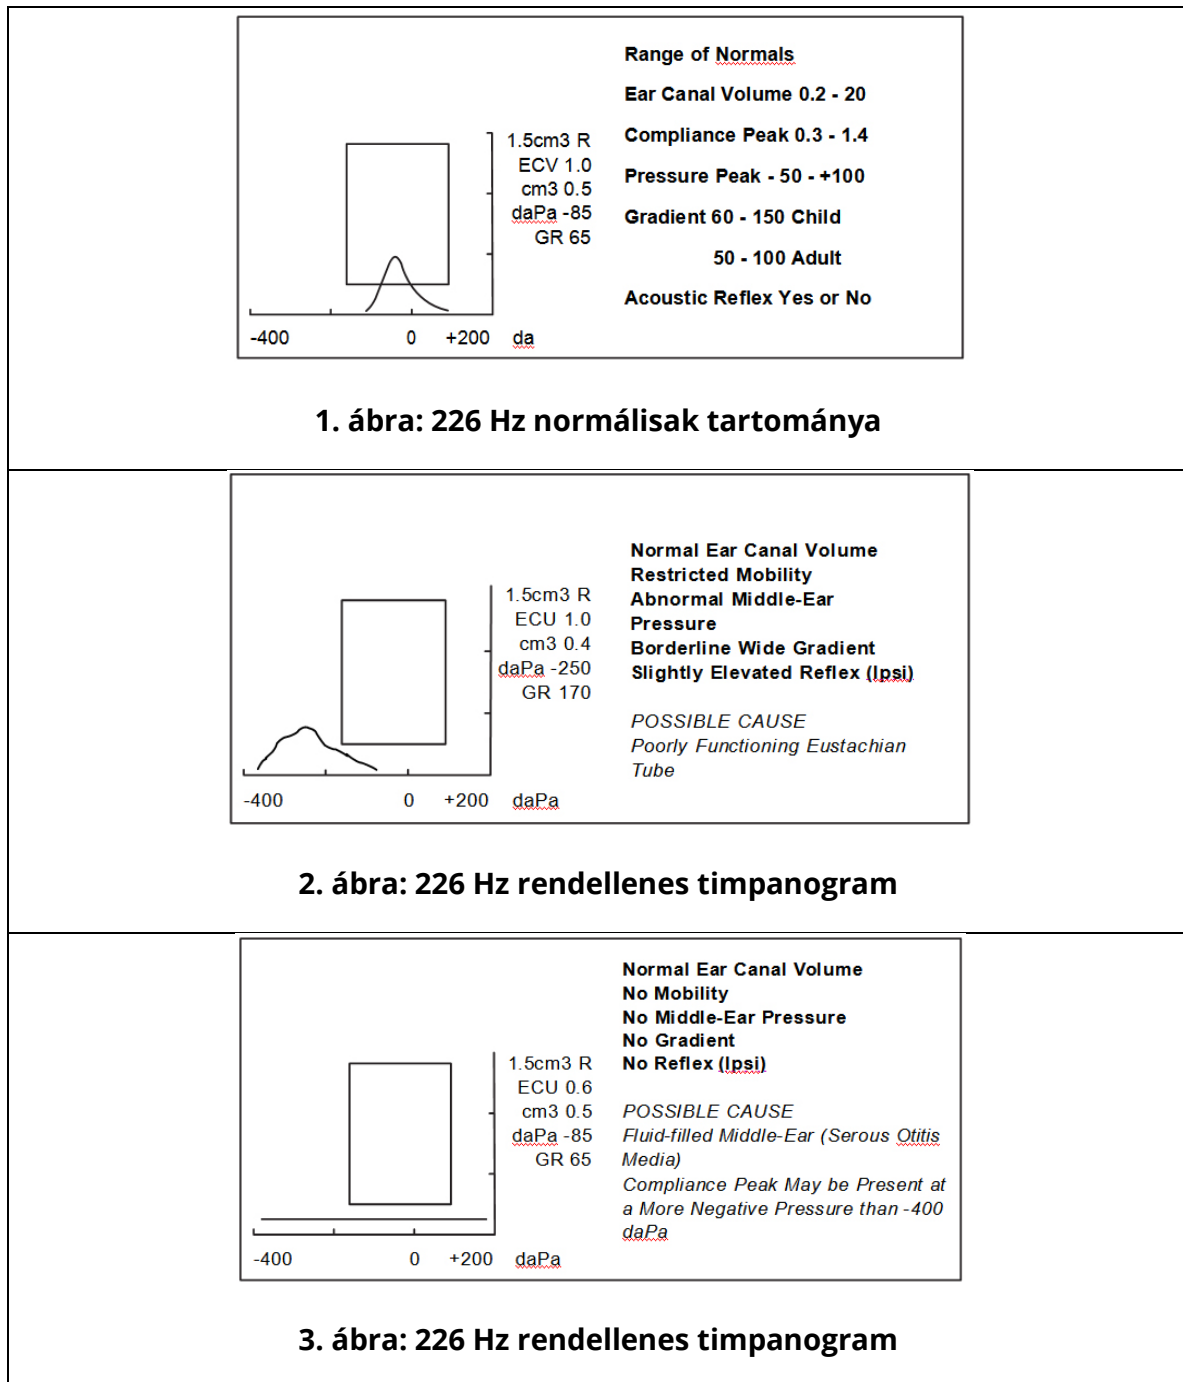 Range of Normals
Ear Canal Volume 0.2 - 20
Compliance Peak 0.3 - 1.4
Pressure Peak - 50 - +100
Gradient 60 - 150 Child
50 - 100 Adult
Acoustic Reflex Yes or No
1.5cm3 R
ECV 1.0
cm3 0.5
daPa -85
GR 65
-400 0 +200 da
1. ábra: 226 Hz normálisak tartománya
Normal Ear Canal Volume
Restricted Mobility
Abnormal Middle-Ear
Pressure
Borderline Wide Gradient
Slightly Elevated Reflex (Ipsi)
POSSIBLE CAUSE
Poorly Functioning Eustachian
Tube
1.5cm3 R
ECU 1.0
cm3 0.4
daPa -250
GR 170
-400 0 +200 daPa
2. ábra: 226 Hz rendellenes timpanogram
Normal Ear Canal Volume
No Mobility
No Middle-Ear Pressure
No Gradient
No Reflex (Ipsi)
POSSIBLE CAUSE
Fluid-filled Middle-Ear (Serous Otitis
Media)
Compliance Peak May be Present at
a More Negative Pressure than -400
daPa
1.5cm3 R
ECU 0.6
cm3 0.5
daPa -85
GR 65
-400 0 +200 daPa
3. ábra: 226 Hz rendellenes timpanogram